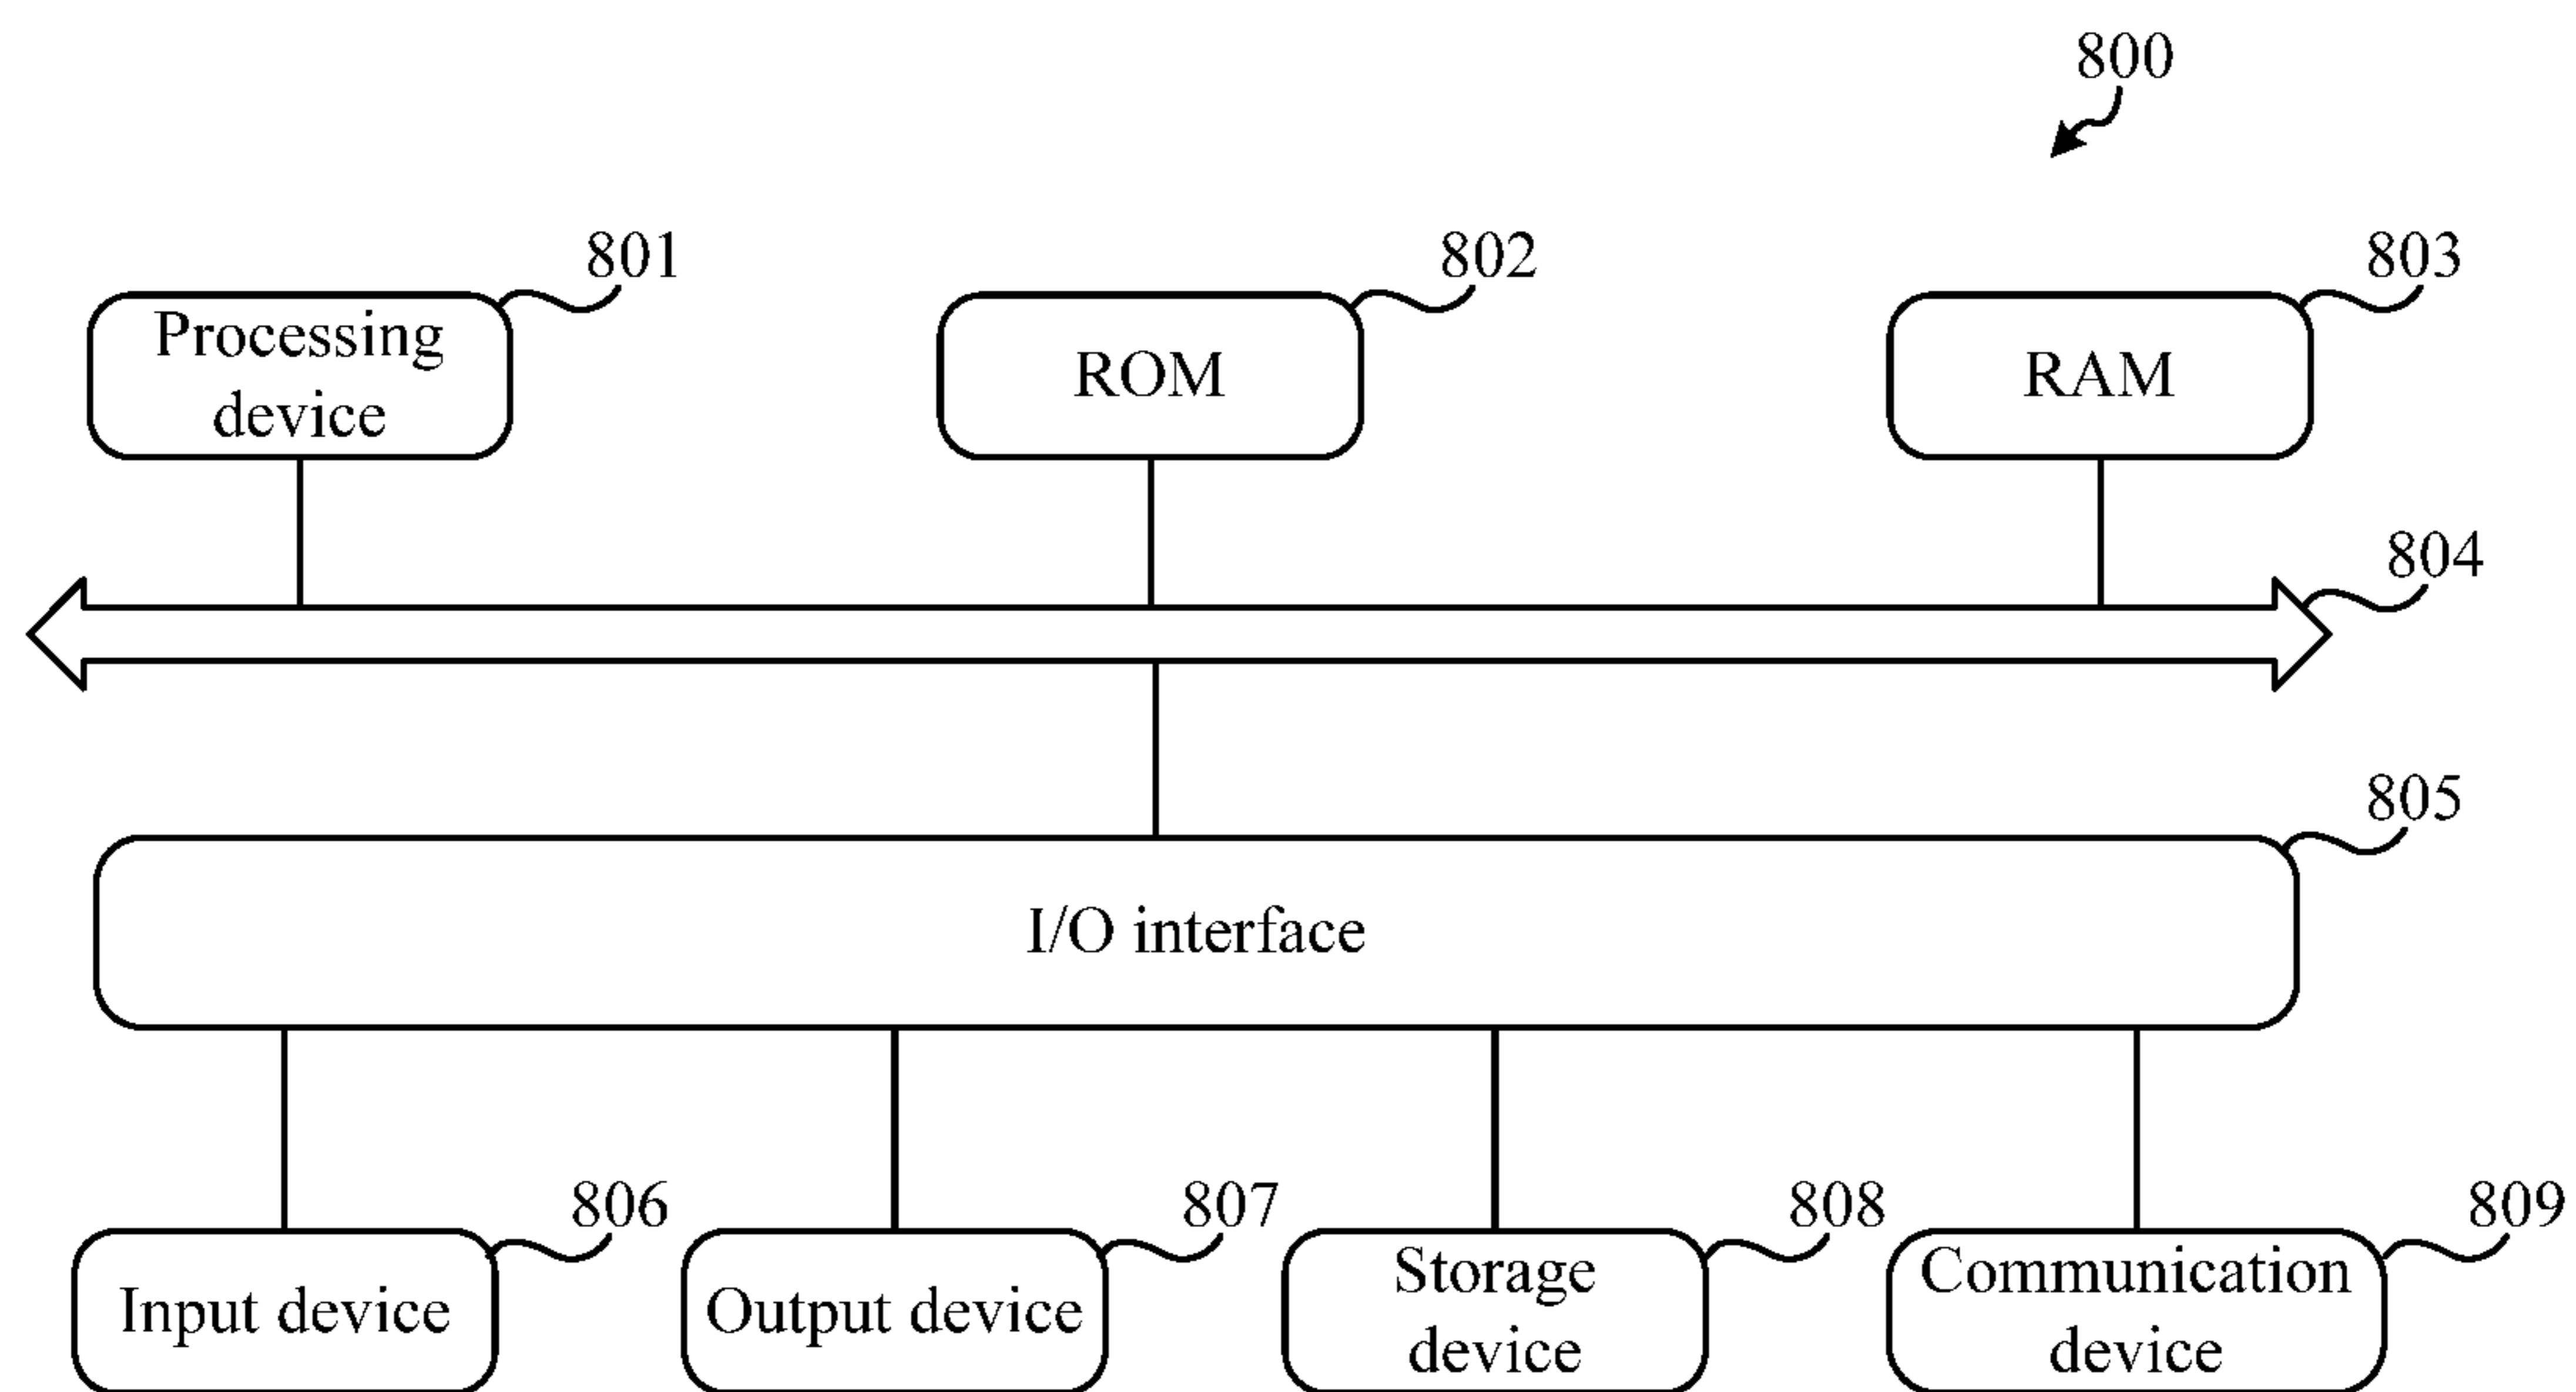 800
801
802
803
Processing
device
ROM
RAM
804
805
I/O interface
806
807
808
809
Input device
Output device
Storage
device
Communication
device